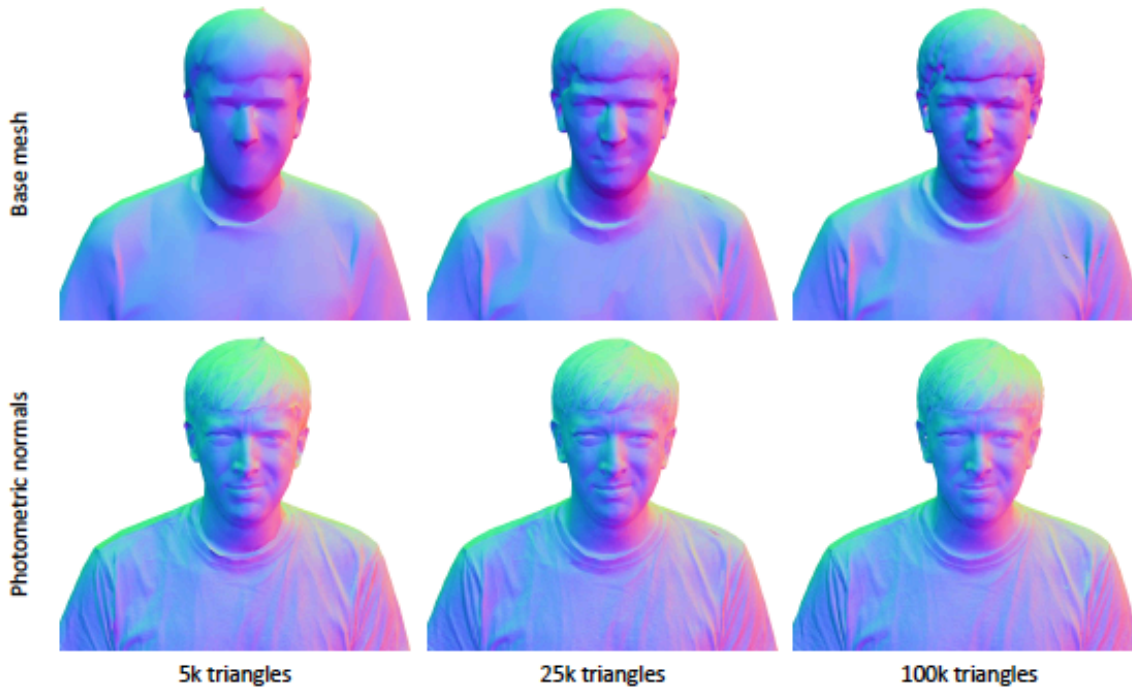 Base mesh
Photometric normals
5k triangles
25k triangles
100k triangles